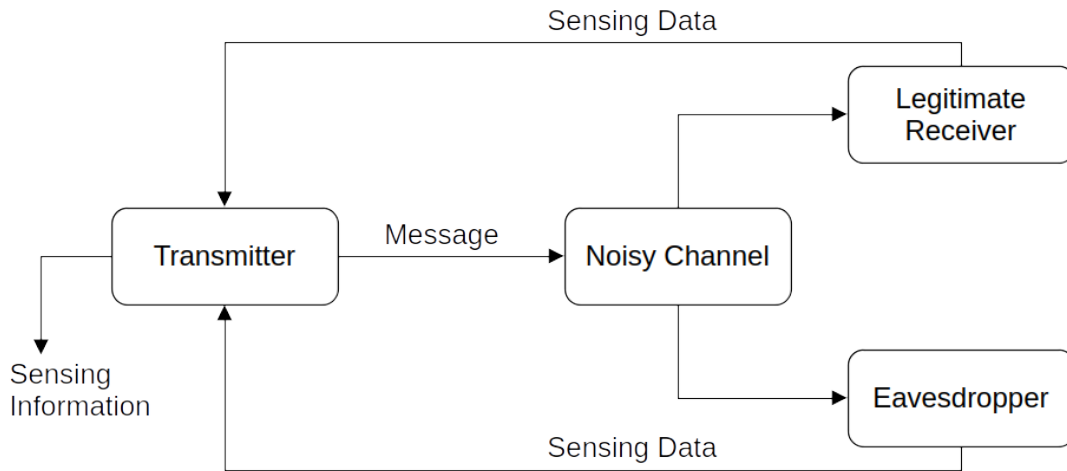 Sensing Data
Legitimate
Receiver
Transmitter
Message
Noisy Channel
Sensing
Information
Eavesdropper
Sensing Data